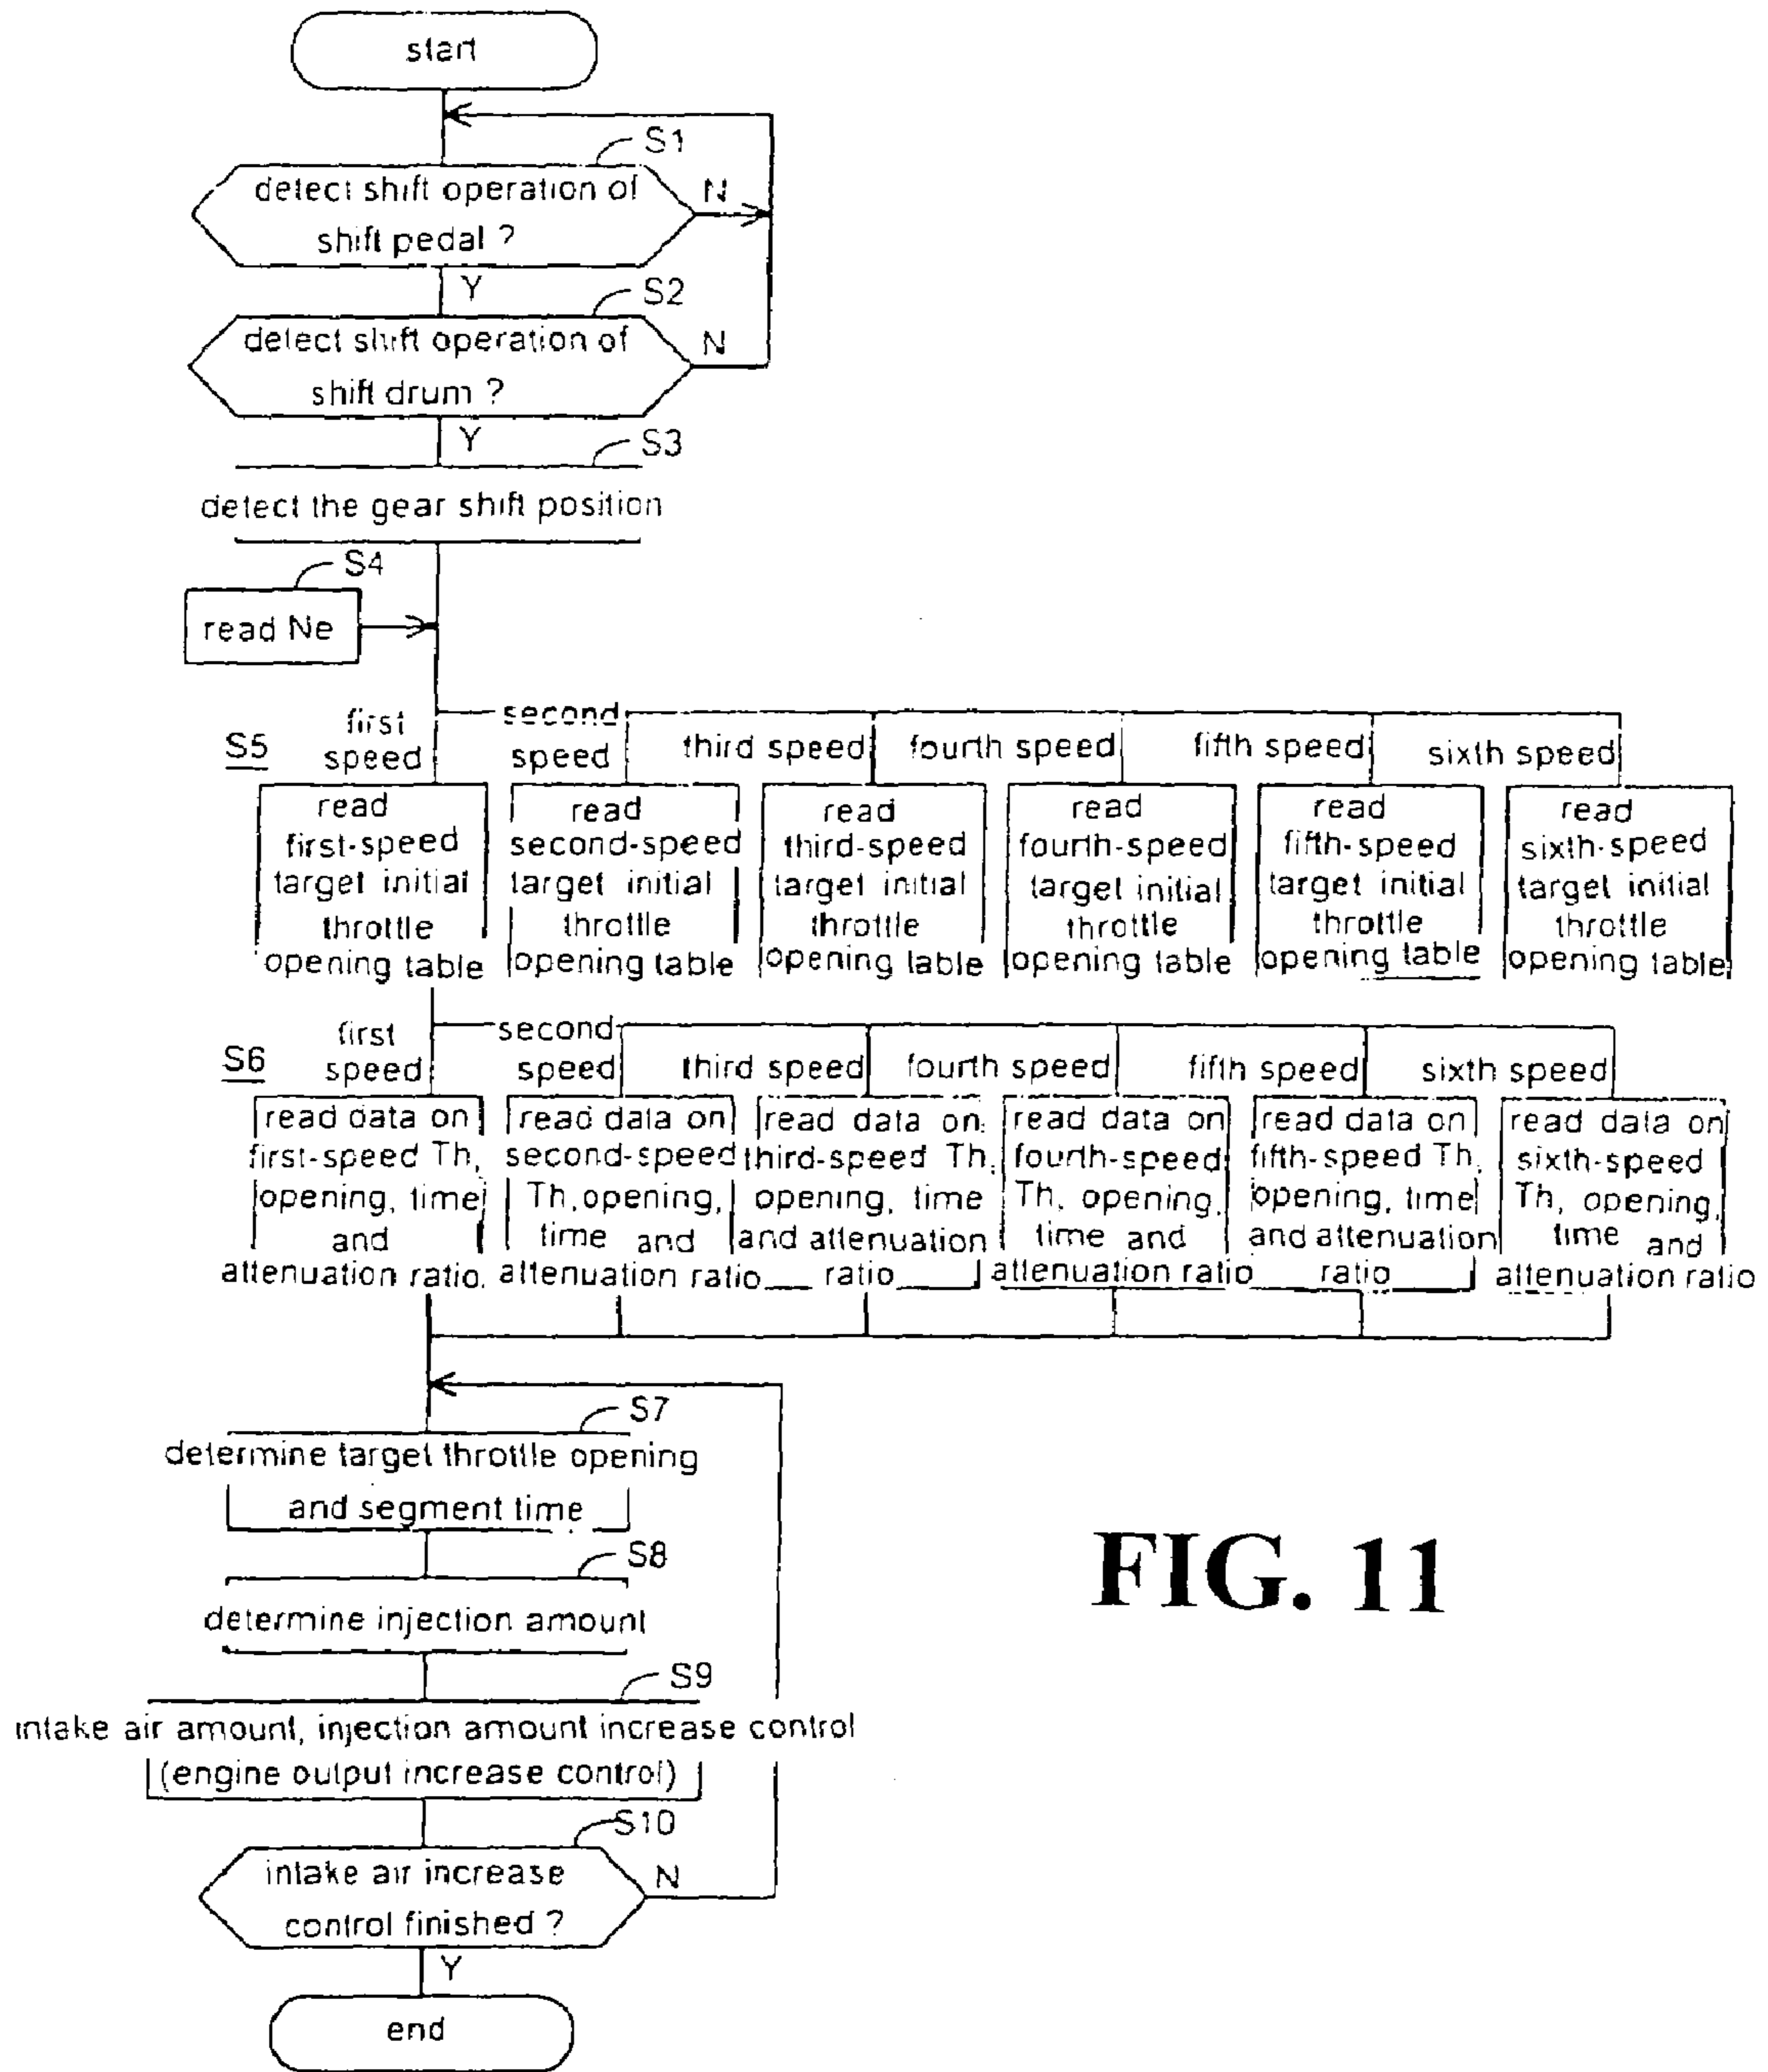 start
S1
detect shift operation of
shift pedal ?
N
Y
S2
detect shift operation of
shift drum ?
N
Y
S3
detect the gear shift position
S4
read Ne
S5
first
speed
second
speed
third speed
fourth speed
fifth speed
sixth speed
read
first-speed
target initial
throttle
opening table
read
second-speed
target initial
throttle
opening table
read
third-speed
target initial
throttle
opening table
read
fourth-speed
target initial
throttle
opening table
read
fifth-speed
target initial
throttle
opening table
read
sixth-speed
target initial
throttle
opening table
S6
first
speed
second
speed
third speed
fourth speed
fifth speed
sixth speed
read data on
first-speed Th,
opening, time
and
attenuation ratio.
read data on
second-speed
Th, opening,
time and
attenuation ratio
read data on
third-speed Th,
opening, time
and attenuation
ratio
read data on
fourth-speed
Th, opening,
time and
attenuation ratio
read data on
fifth-speed Th,
opening, time
and attenuation
ratio
read data on
sixth-speed
Th, opening,
time and
attenuation ratio
S7
determine target throttle opening
and segment time
S8
determine injection amount
S9
intake air amount, injection amount increase control
(engine output increase control)
S10
intake air increase
control finished ?
N
Y
end
FIG. 11